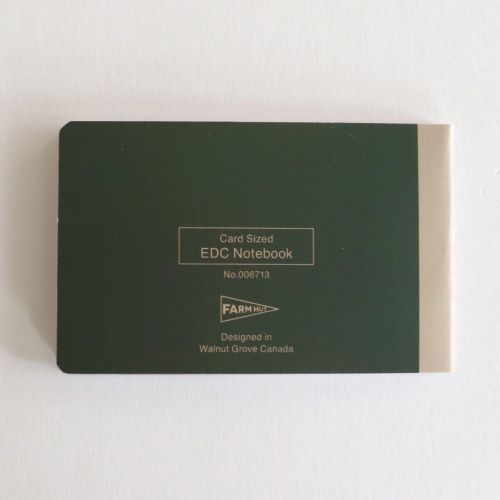 Card Sized
EDC Notebook
No.006713
FARM HUT
Designed in
Walnut Grove Canada